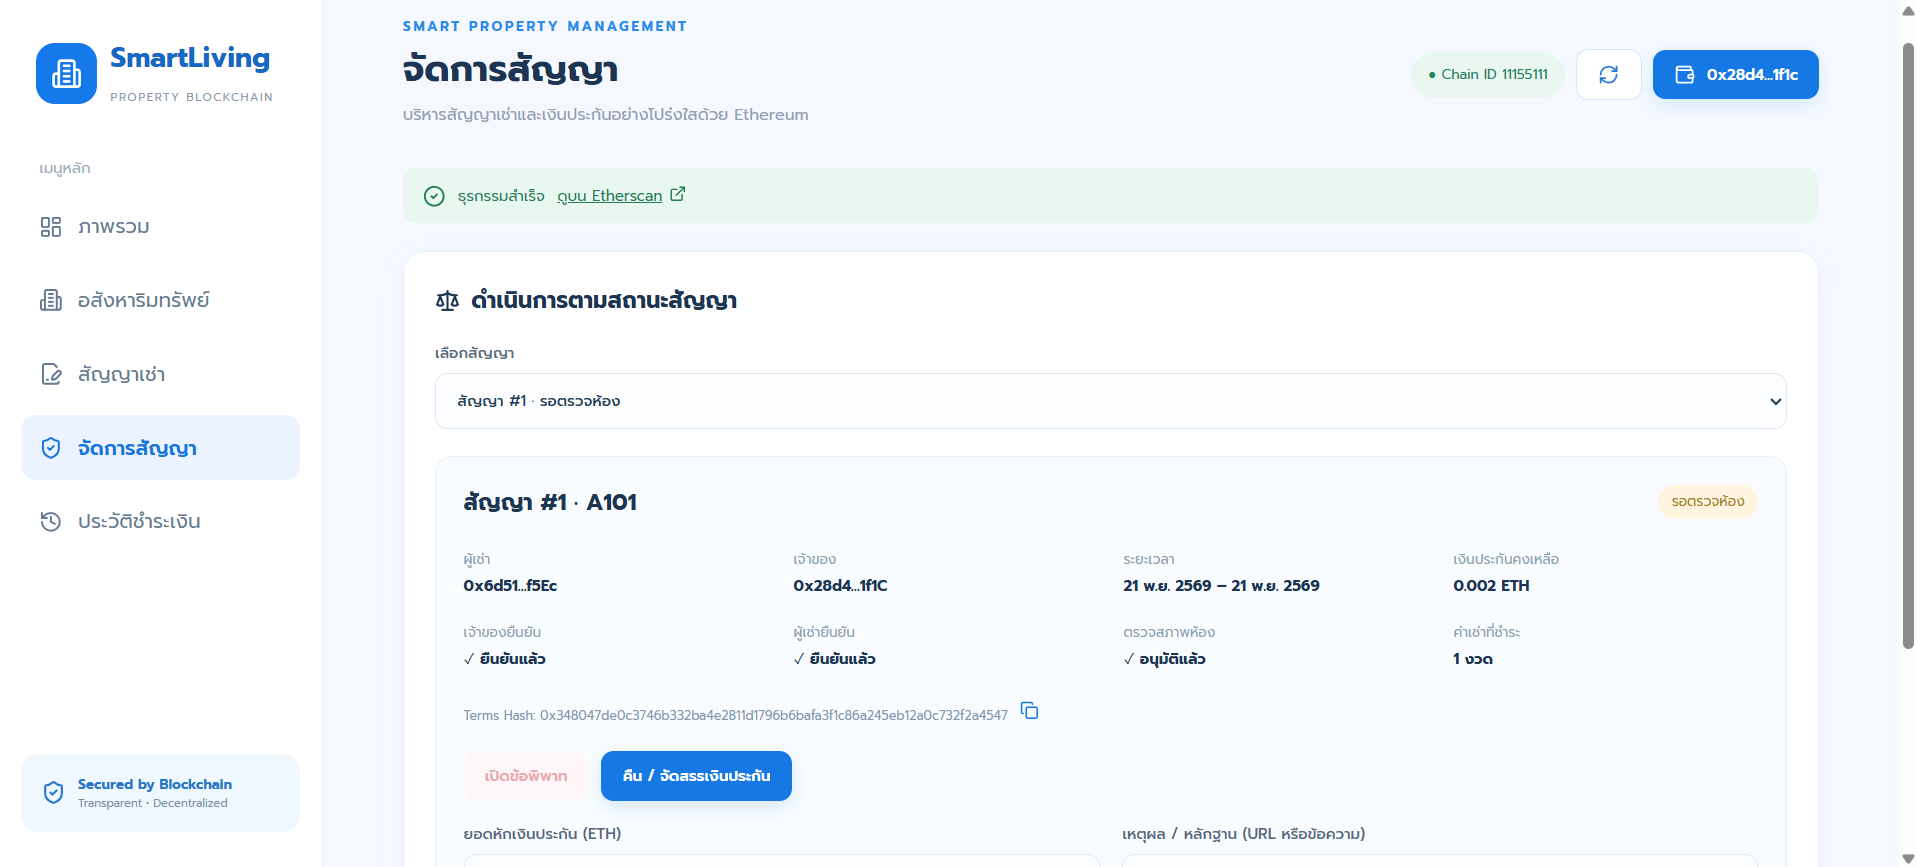 SmartLiving
PROPERTY BLOCKCHAIN
เมนูหลัก
ภาพรวม
อสังหาริมทรัพย์
สัญญาเช่า
จัดการสัญญา
ประวัติชำระเงิน
Secured by Blockchain
Transparent • Decentralized
SMART PROPERTY MANAGEMENT
จัดการสัญญา
บริหารสัญญาเช่าและเงินประกันอย่างโปร่งใสด้วย Ethereum
● Chain ID 11155111
0x28d4...1f1c
ธุรกรรมสำเร็จ ดูบน Etherscan
ดำเนินการตามสถานะสัญญา
เลือกสัญญา
สัญญา #1 · รอตรวจห้อง
สัญญา #1 · A101
รอตรวจห้อง
ผู้เช่า เจ้าของ ระยะเวลา เงินประกันคงเหลือ
0x6d51...f5Ec 0x28d4...1f1C 21 พ.ย. 2569 – 21 พ.ย. 2569 0.002 ETH
เจ้าของยืนยัน ผู้เช่ายืนยัน ตรวจสภาพห้อง ค่าเช่าที่ชำระ
✓ ยืนยันแล้ว ✓ ยืนยันแล้ว ✓ อนุมัติแล้ว 1 งวด
Terms Hash: 0x348047de0c3746b332ba4e2811d1796b6bafa3f1c86a245eb12a0c732f2a4547
เปิดข้อพิพาท คืน / จัดสรรเงินประกัน
ยอดหักเงินประกัน (ETH) เหตุผล / หลักฐาน (URL หรือข้อความ)